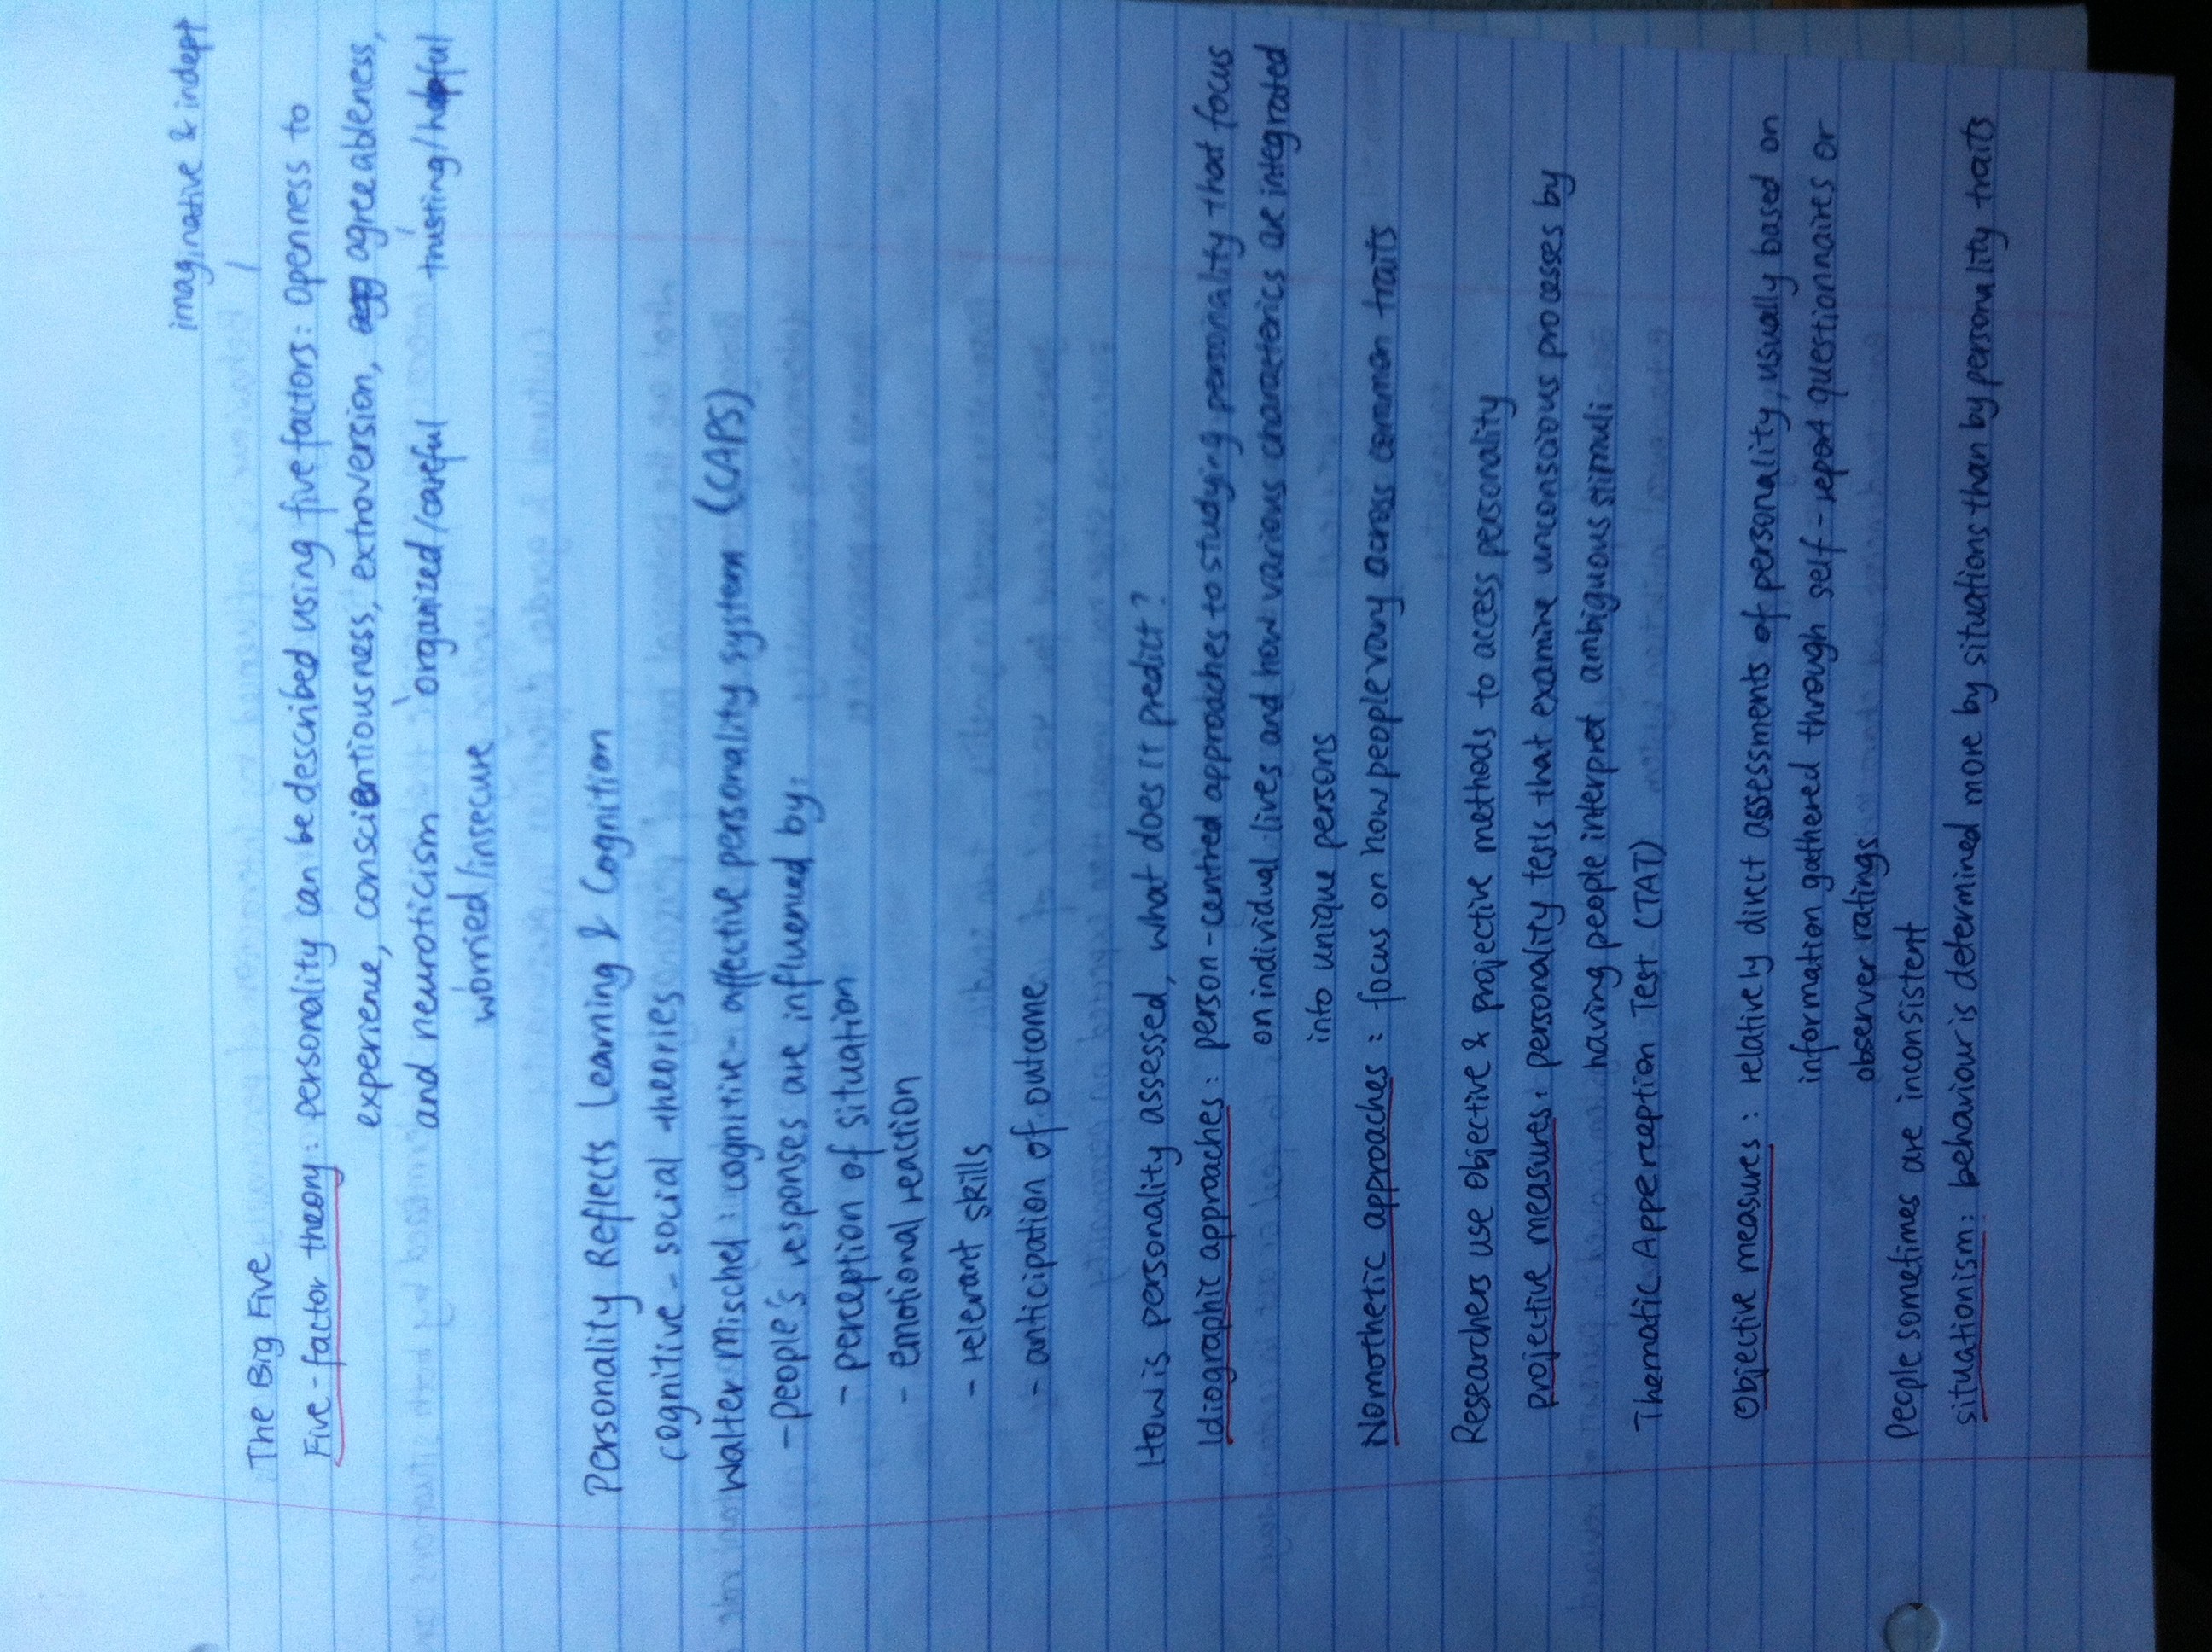 imaginative & indept
The Big Five
Five-factor theory: personality can be described using five factors: openness to
experience, conscientiousness, extroversion, agreeableness,
and neuroticism organized/careful trusting/helpful
worried/insecure
Personality Reflects Learning & Cognition
cognitive-social theories
Walter Mischel: cognitive-affective personality system (CAPS)
- people's responses are influenced by:
- perception of situation
- emotional reaction
- relevant skills
- anticipation of outcome
How is personality assessed, what does it predict?
Idiographic approaches: person-centred approaches to studying personality that focus
on individual lives and how various characterics are integrated
into unique persons
Nomothetic approaches: focus on how people vary across common traits
Researchers use objective & projective methods to access personality
projective measures: personality tests that examine unconscious processes by
having people interpret ambiguous stimuli
Thematic Apperception Test (TAT)
Objective measures: relatively direct assessments of personality, usually based on
information gathered through self-report questionnaires or
observer ratings
People sometimes are inconsistent
situationism: behaviour is determined more by situations than by personality traits